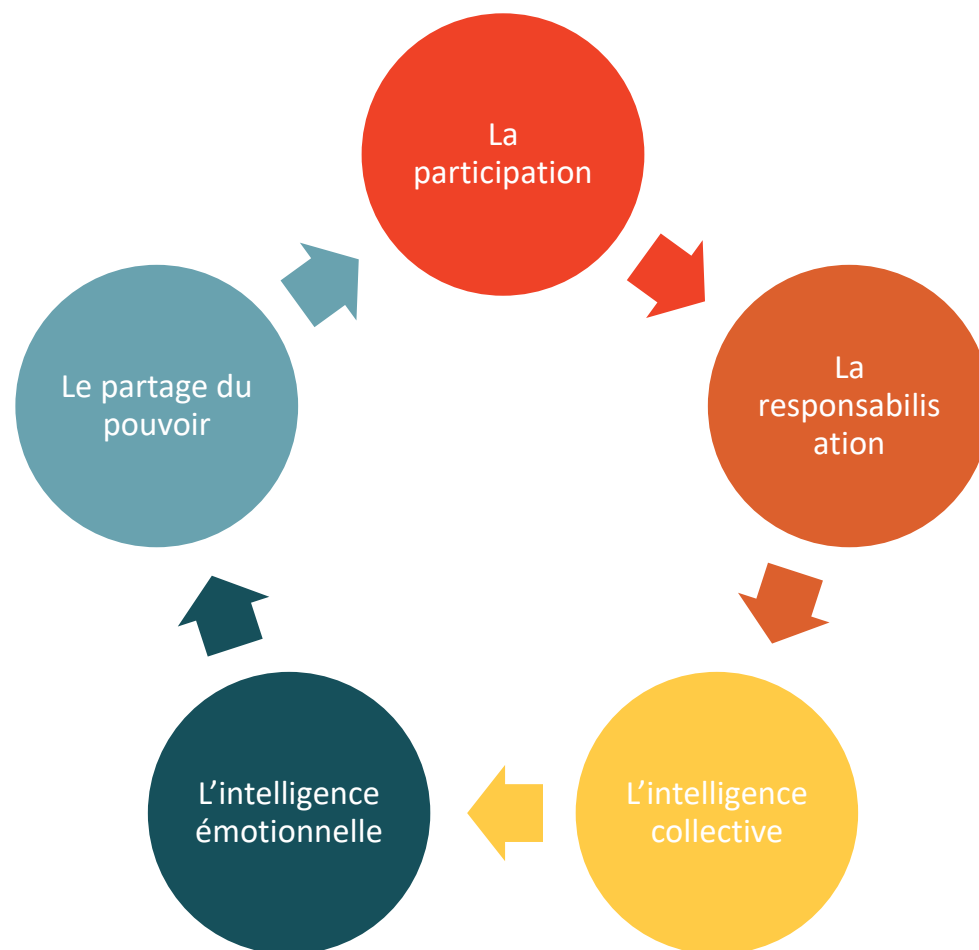 La
participation
La
responsabilis
ation
L’intelligence
collective
L’intelligence
émotionnelle
Le partage du
pouvoir